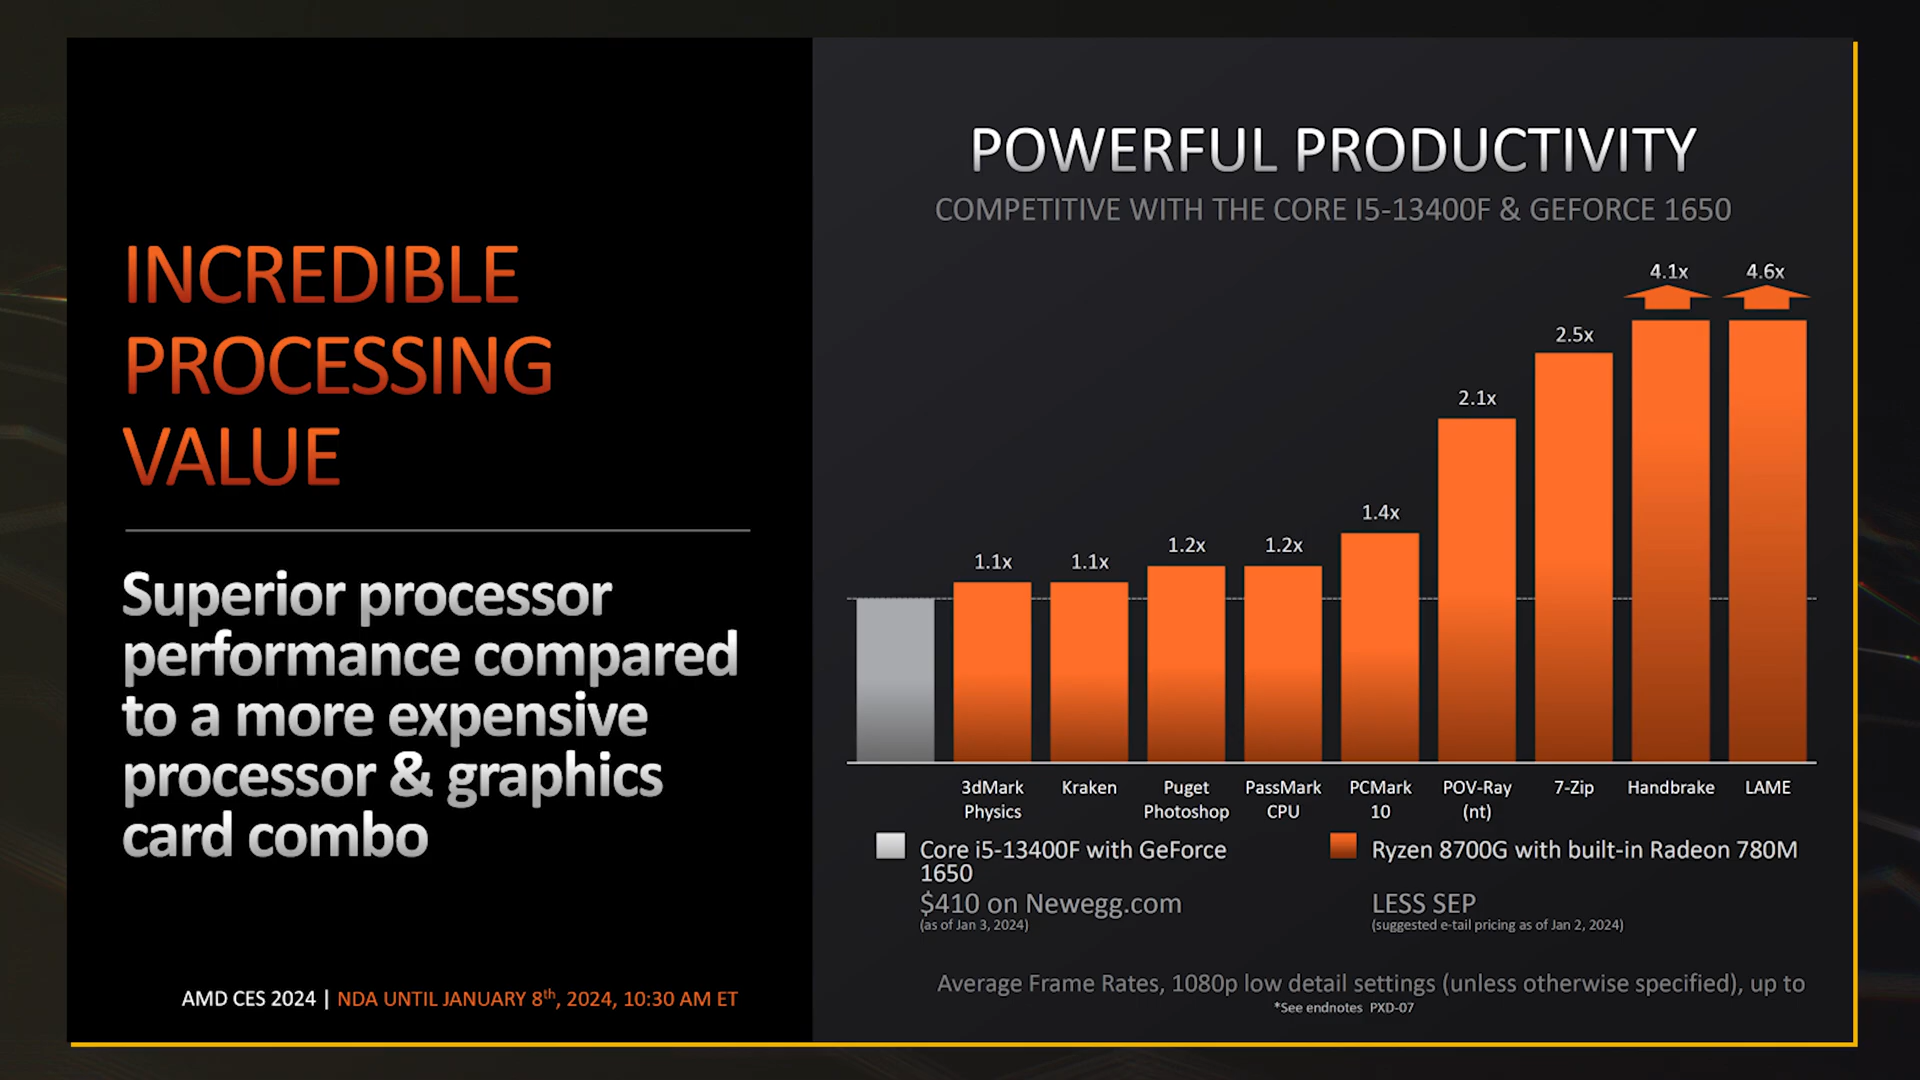 INCREDIBLE
PROCESSING
VALUE
Superior processor
performance compared
to a more expensive
processor & graphics
card combo
AMD CES 2024 | NDA UNTIL JANUARY 8th, 2024, 10:30 AM ET
POWERFUL PRODUCTIVITY
COMPETITIVE WITH THE CORE I5-13400F & GEFORCE 1650
4.1x 4.6x
2.5x
2.1x
1.4x
1.2x 1.2x
1.1x 1.1x
3dMark Kraken Puget PassMark PCMark POV-Ray 7-Zip Handbrake LAME
Physics Photoshop CPU 10 (nt)
Core i5-13400F with GeForce
1650
$410 on Newegg.com
(as of Jan 3, 2024)
Ryzen 8700G with built-in Radeon 780M
LESS SEP
(suggested e-tail pricing as of Jan 2, 2024)
Average Frame Rates, 1080p low detail settings (unless otherwise specified), up to
*See endnotes PXD-07